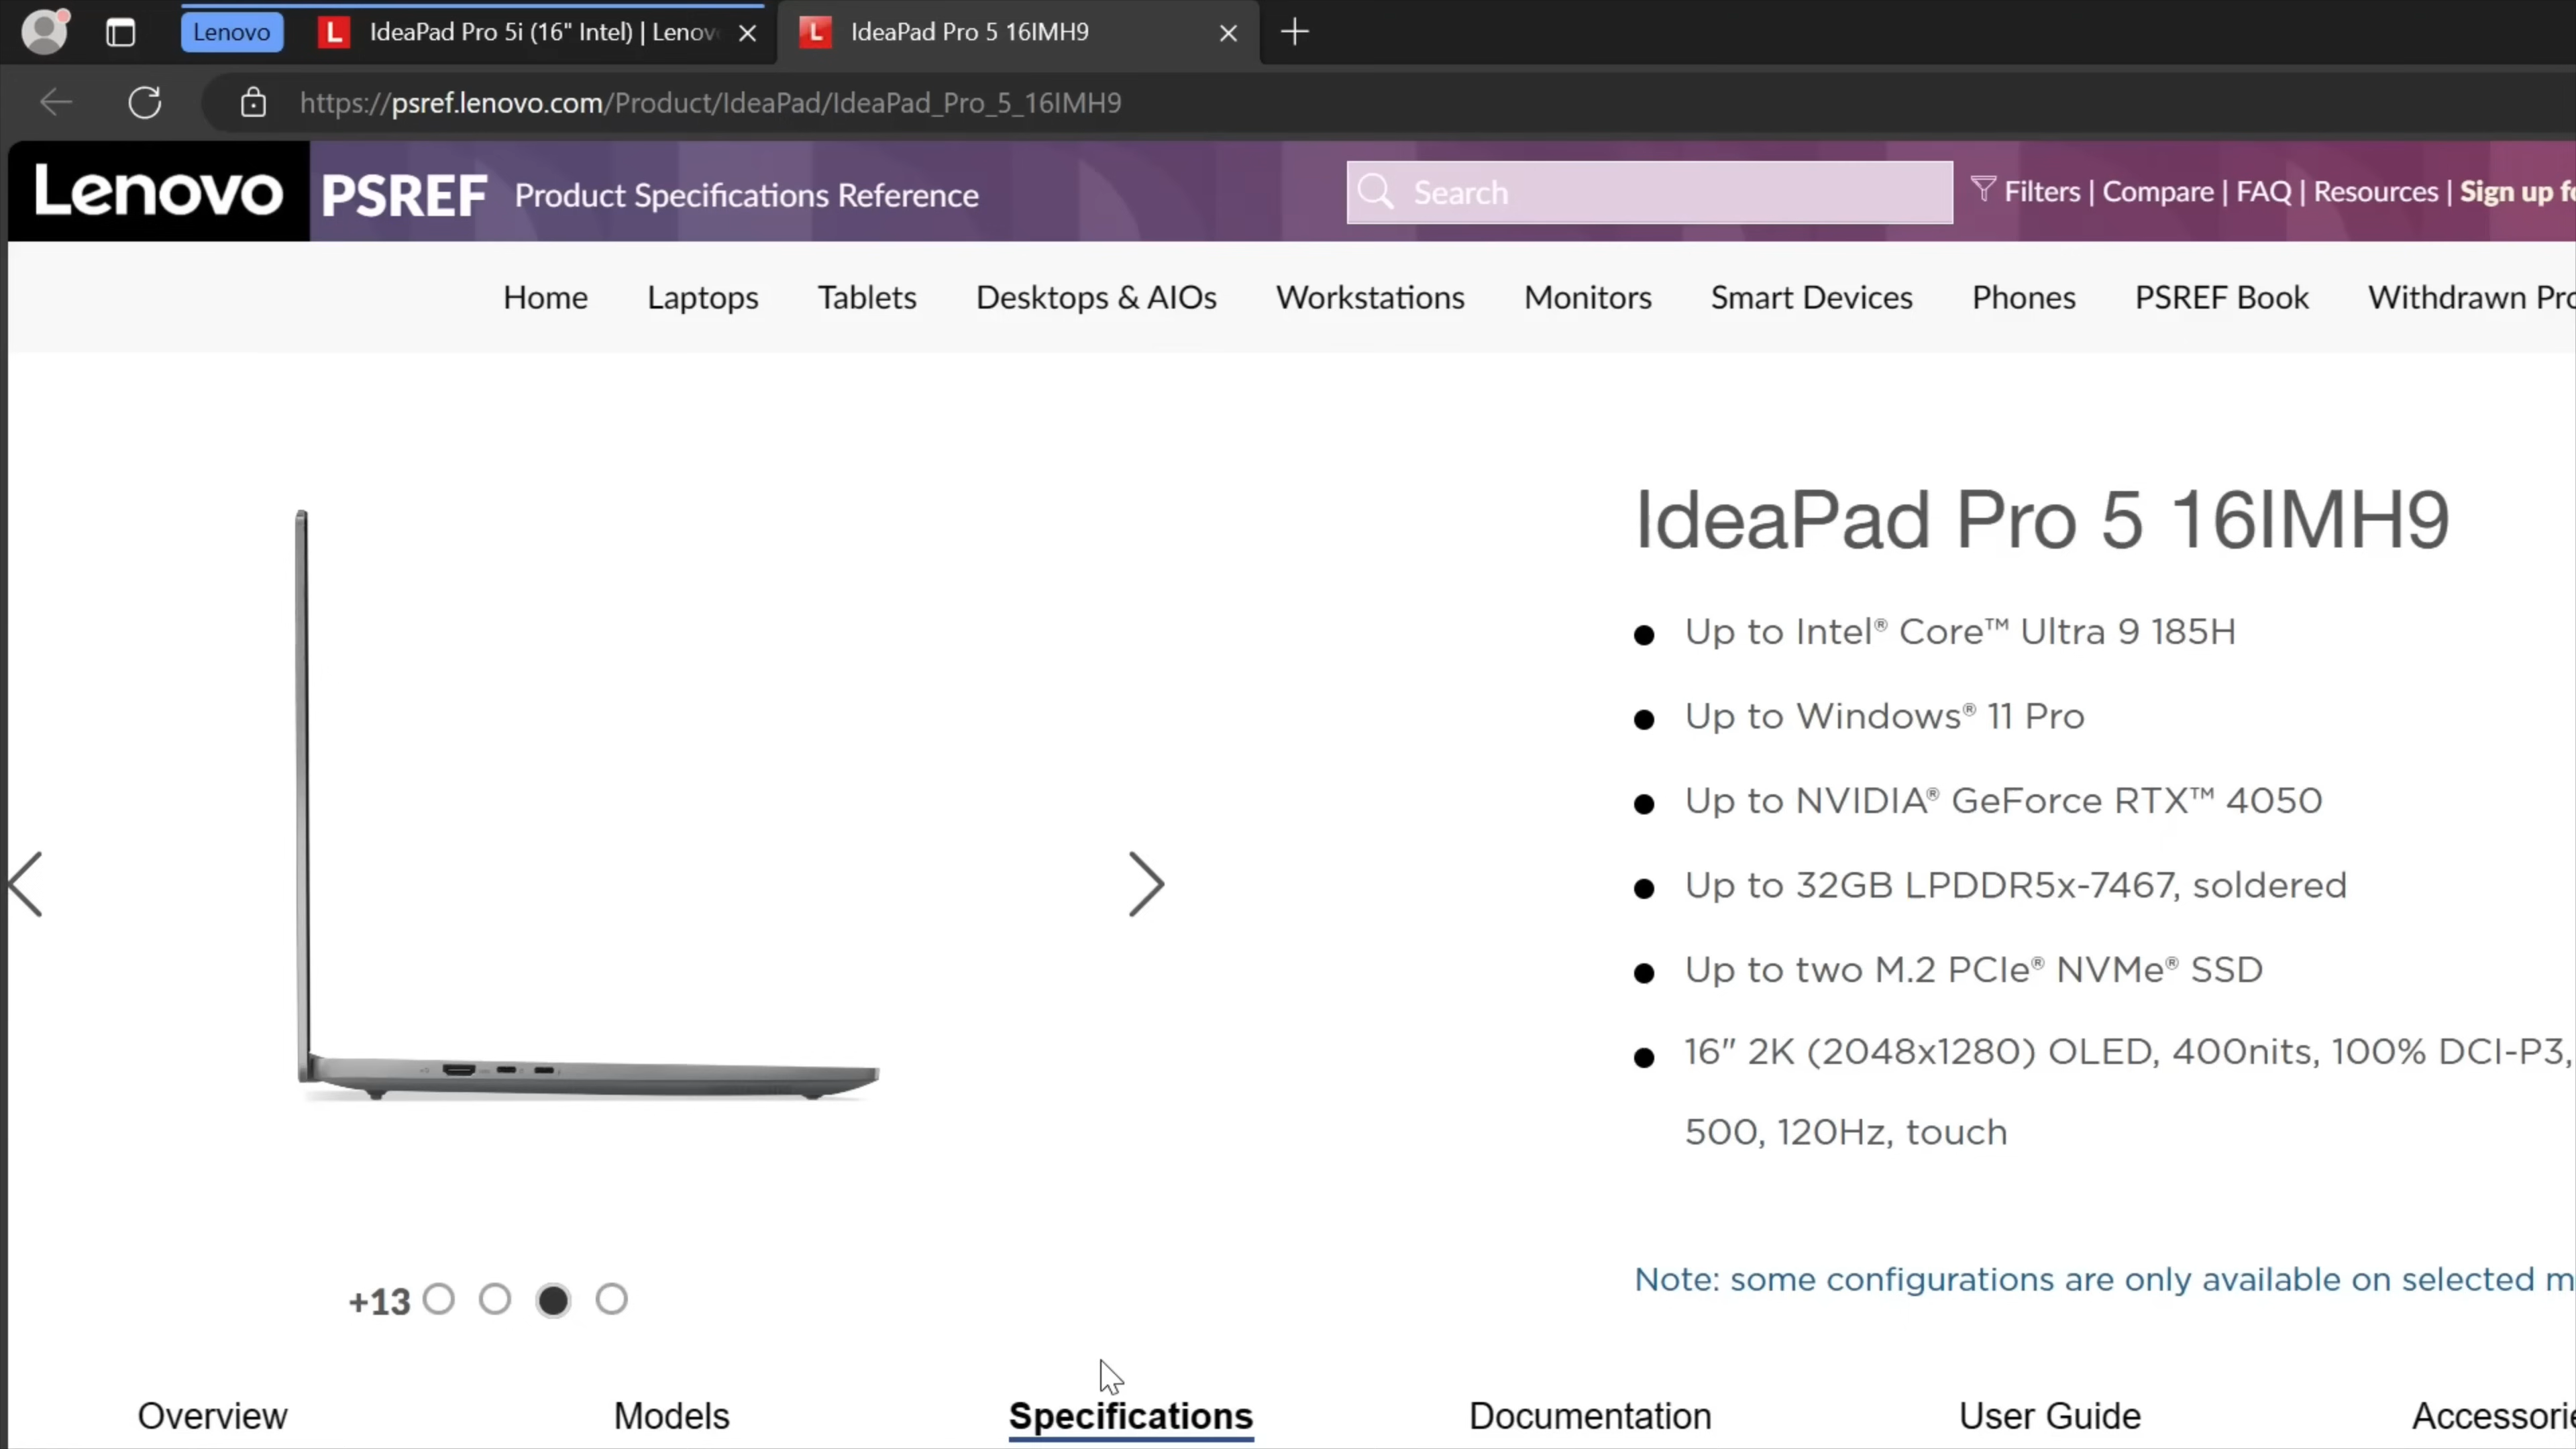 Lenovo
IdeaPad Pro 5i (16" Intel) | Lenov
IdeaPad Pro 5 16IMH9
https://psref.lenovo.com/Product/IdeaPad/IdeaPad_Pro_5_16IMH9
Lenovo PSREF Product Specifications Reference
Search
Filters | Compare | FAQ | Resources | Sign up
Home Laptops Tablets Desktops & AIOs Workstations Monitors Smart Devices Phones PSREF Book Withdrawn
IdeaPad Pro 5 16IMH9
Up to Intel® Core™ Ultra 9 185H
Up to Windows® 11 Pro
Up to NVIDIA® GeForce RTX™ 4050
Up to 32GB LPDDR5x-7467, soldered
Up to two M.2 PCIe® NVMe® SSD
16" 2K (2048x1280) OLED, 400nits, 100% DCI-P3,
500, 120Hz, touch
+13
Note: some configurations are only available on selected
Overview Models Specifications Documentation User Guide